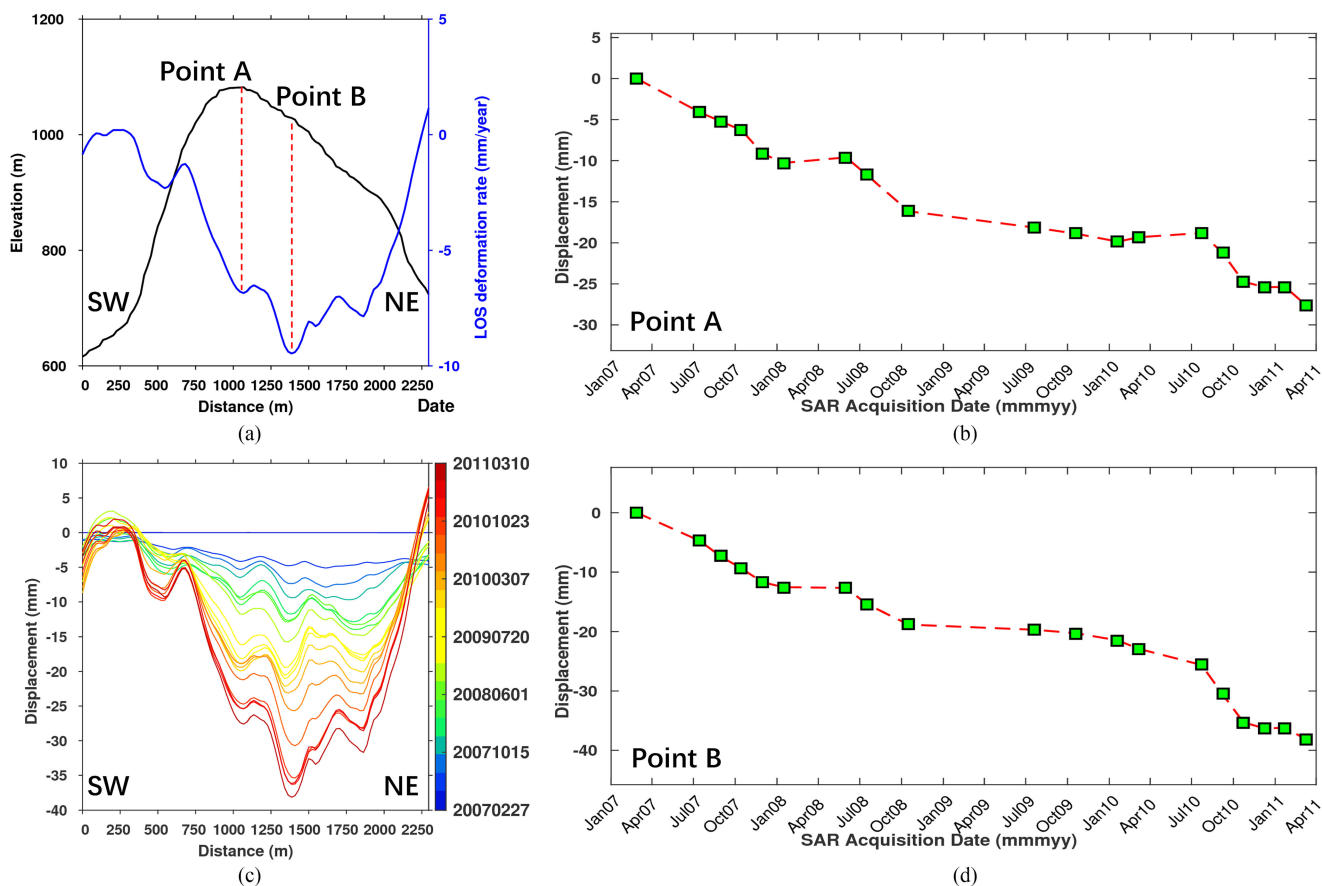 1200
1000
800
600
Elevation (m)
5
0
-5
-10
LOS deformation rate (mm/year)
Point A
Point B
SW
NE
0 250 500 750 1000 1250 1500 1750 2000 2250
Distance (m)
Date
(a)
5
0
-5
-10
-15
-20
-25
-30
Displacement (mm)
Point A
Jan07 Apr07 Jul07 Oct07 Jan08 Apr08 Jul08 Oct08 Jan09 Apr09 Jul09 Oct09 Jan10 Apr10 Jul10 Oct10 Jan11 Apr11
SAR Acquisition Date (mmmyy)
(b)
10
5
0
-5
-10
-15
-20
-25
-30
-35
-40
Displacement (mm)
SW
NE
0 250 500 750 1000 1250 1500 1750 2000 2250
Distance (m)
20110310
20101023
20100307
20090720
20080601
20071015
20070227
(c)
0
-10
-20
-30
-40
Displacement (mm)
Point B
Jan07 Apr07 Jul07 Oct07 Jan08 Apr08 Jul08 Oct08 Jan09 Apr09 Jul09 Oct09 Jan10 Apr10 Jul10 Oct10 Jan11 Apr11
SAR Acquisition Date (mmmyy)
(d)